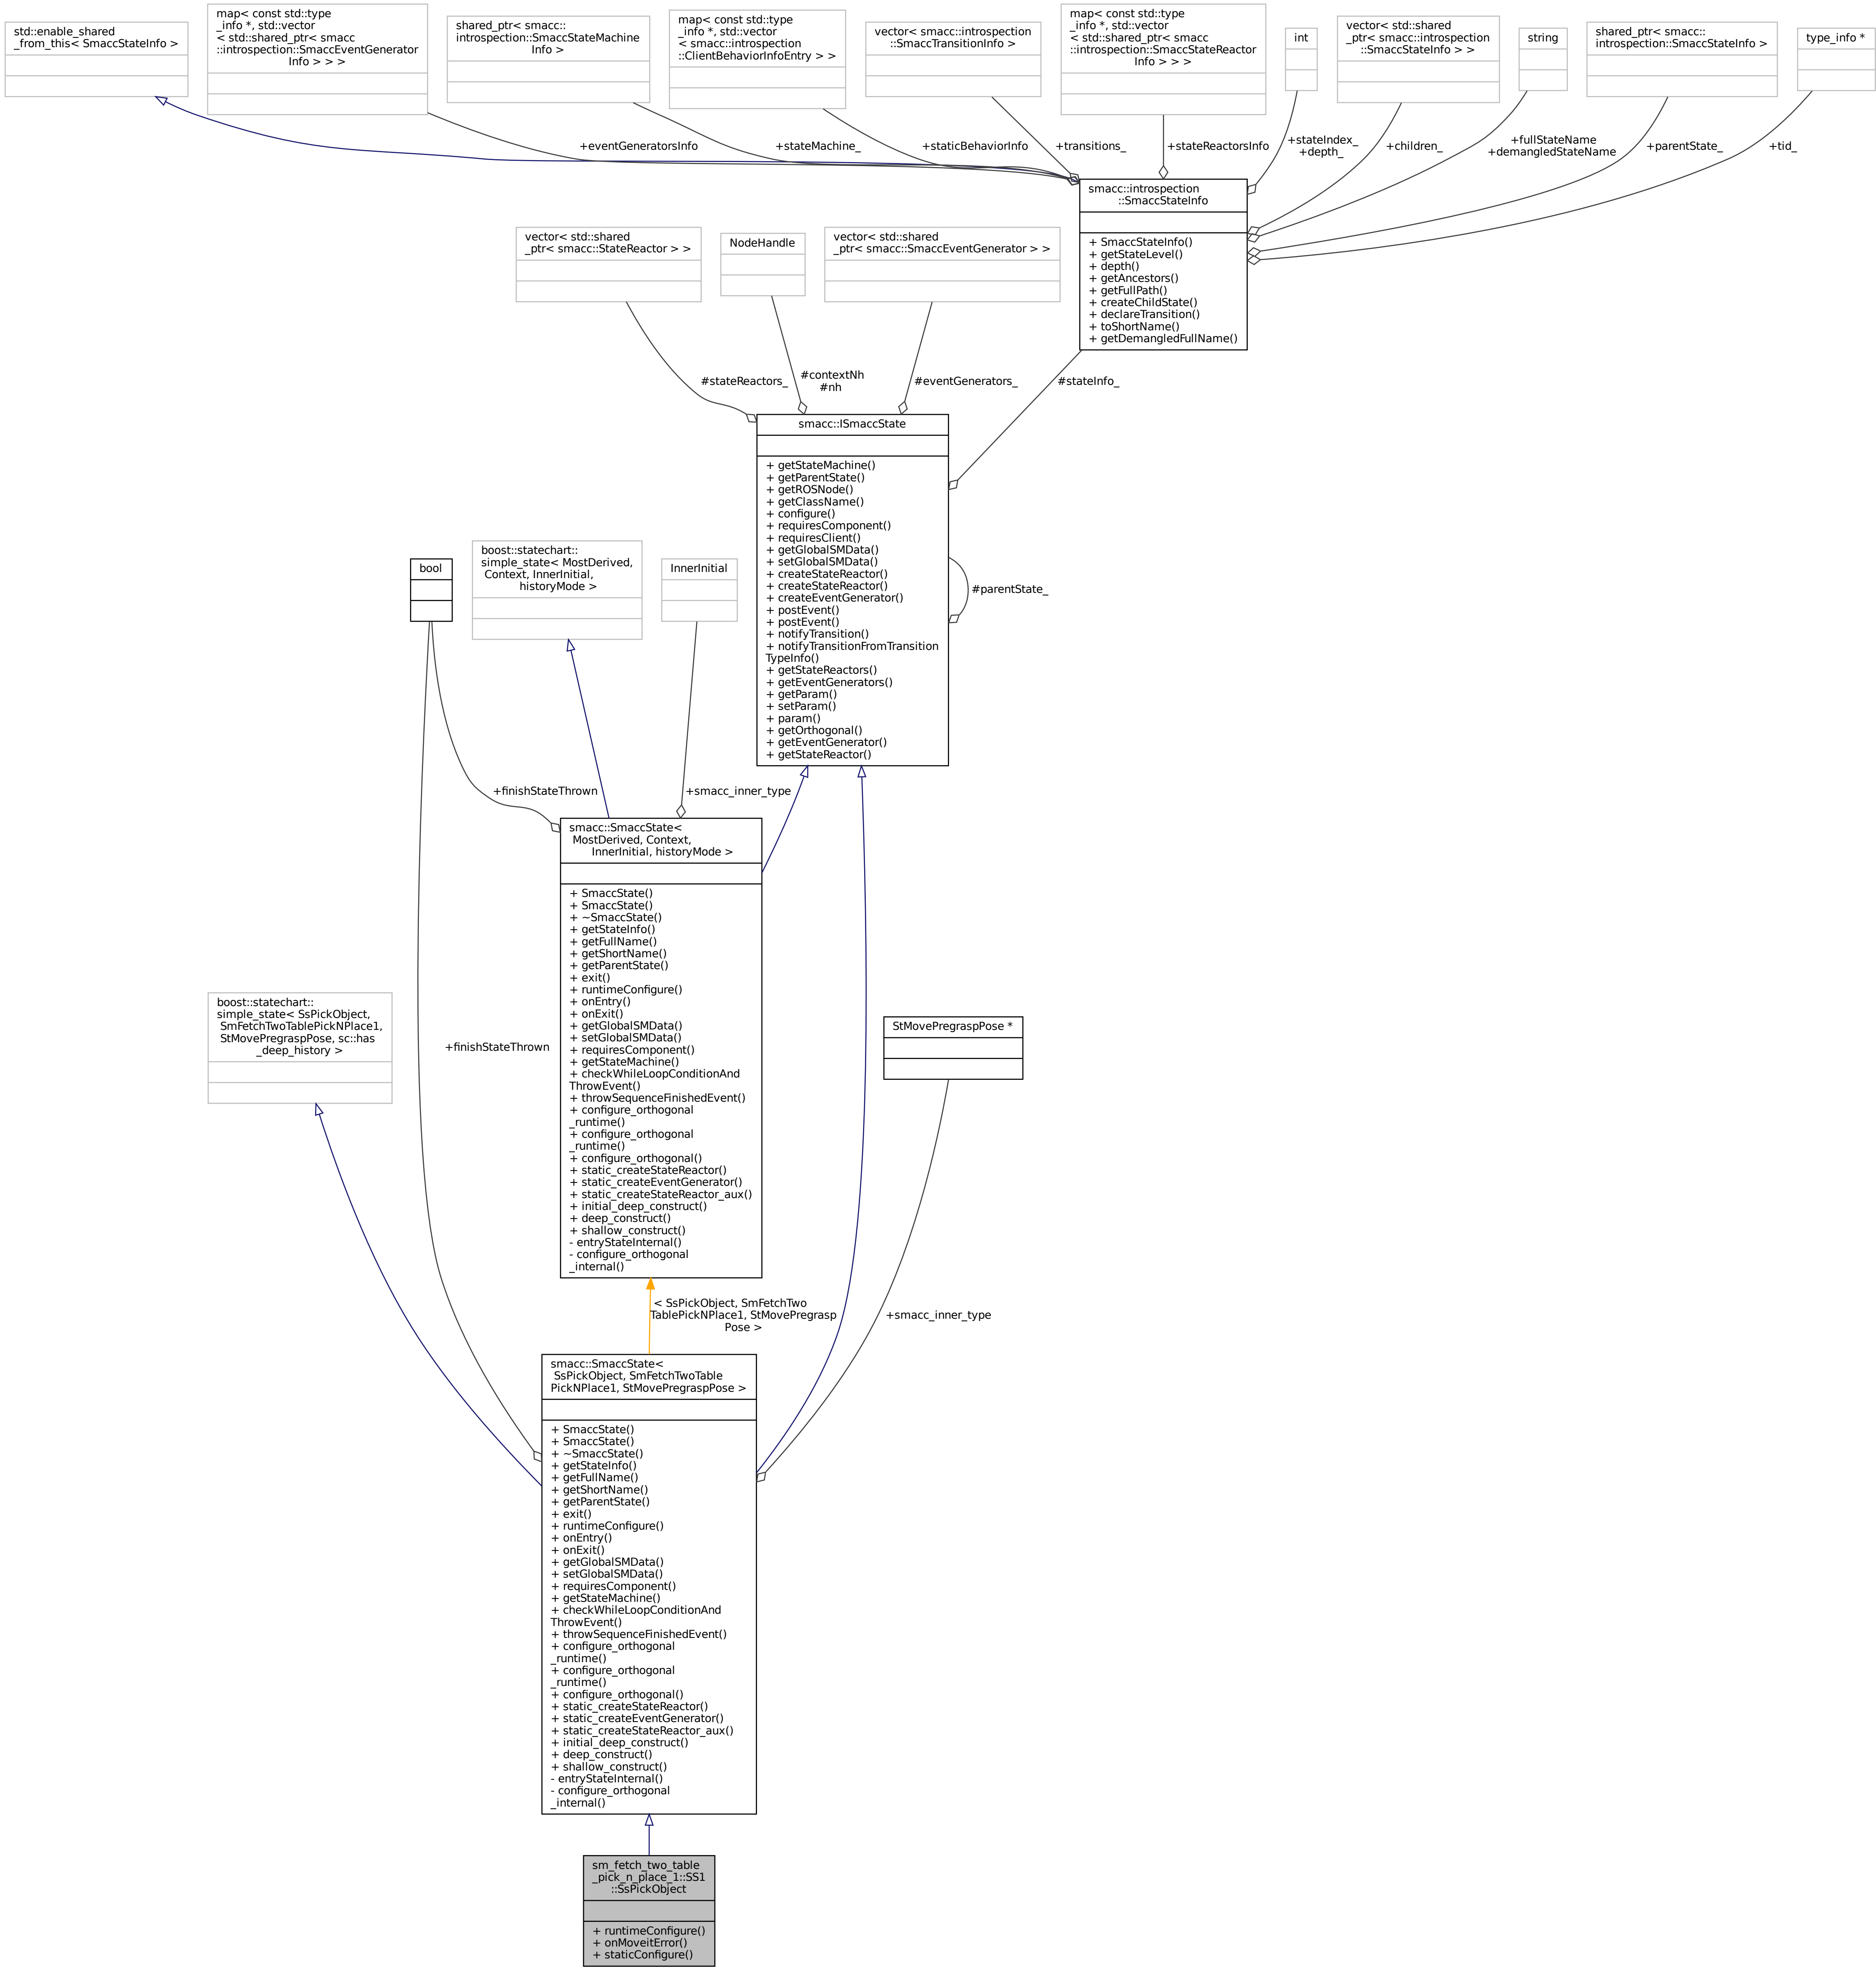 std::enable_shared
_from_this< SmaccStateInfo >
map< const std::type
_info *, std::vector
< std::shared_ptr< smacc
::introspection::SmaccEventGenerator
Info > > >
shared_ptr< smacc::
introspection::SmaccStateMachine
Info >
map< const std::type
_info *, std::vector
< smacc::introspection
::ClientBehaviorInfoEntry > >
vector< smacc::introspection
::SmaccTransitionInfo >
map< const std::type
_info *, std::vector
< std::shared_ptr< smacc
::introspection::SmaccStateReactor
Info > > >
int
vector< std::shared
_ptr< smacc::introspection
::SmaccStateInfo > >
string
shared_ptr< smacc::
introspection::SmaccStateInfo >
type_info *
+eventGeneratorsInfo
+stateMachine_
+staticBehaviorInfo
+transitions_
+stateReactorsInfo
+stateIndex_
+depth_
+children_
+fullStateName
+demangledStateName
+parentState_
+tid_
smacc::introspection
::SmaccStateInfo
+ SmaccStateInfo()
+ getStateLevel()
+ depth()
+ getAncestors()
+ getFullPath()
+ createChildState()
+ declareTransition()
+ toShortName()
+ getDemangledFullName()
vector< std::shared
_ptr< smacc::StateReactor > >
NodeHandle
vector< std::shared
_ptr< smacc::SmaccEventGenerator > >
#stateReactors_
#contextNh
#nh
#eventGenerators_
#stateInfo_
smacc::ISmaccState
+ getStateMachine()
+ getParentState()
+ getROSNode()
+ getClassName()
+ configure()
+ requiresComponent()
+ requiresClient()
+ getGlobalSMData()
+ setGlobalSMData()
+ createStateReactor()
+ createStateReactor()
+ createEventGenerator()
+ postEvent()
+ postEvent()
+ notifyTransition()
+ notifyTransitionFromTransition
TypeInfo()
+ getStateReactors()
+ getEventGenerators()
+ getParam()
+ setParam()
+ param()
+ getOrthogonal()
+ getEventGenerator()
+ getStateReactor()
#parentState_
bool
boost::statechart::
simple_state< MostDerived,
Context, InnerInitial,
historyMode >
InnerInitial
+finishStateThrown
+smacc_inner_type
smacc::SmaccState<
MostDerived, Context,
InnerInitial, historyMode >
+ SmaccState()
+ SmaccState()
+ ~SmaccState()
+ getStateInfo()
+ getFullName()
+ getShortName()
+ getParentState()
+ exit()
+ runtimeConfigure()
+ onEntry()
+ onExit()
+ getGlobalSMData()
+ setGlobalSMData()
+ requiresComponent()
+ getStateMachine()
+ checkWhileLoopConditionAnd
ThrowEvent()
+ throwSequenceFinishedEvent()
+ configure_orthogonal
_runtime()
+ configure_orthogonal
_runtime()
+ configure_orthogonal()
+ static_createStateReactor()
+ static_createEventGenerator()
+ static_createStateReactor_aux()
+ initial_deep_construct()
+ deep_construct()
+ shallow_construct()
- entryStateInternal()
- configure_orthogonal
_internal()
boost::statechart::
simple_state< SsPickObject,
SmFetchTwoTablePickNPlace1,
StMovePregraspPose, sc::has
_deep_history >
+finishStateThrown
StMovePregraspPose *
< SsPickObject, SmFetchTwo
TablePickNPlace1, StMovePregrasp
Pose >
+smacc_inner_type
smacc::SmaccState<
SsPickObject, SmFetchTwoTable
PickNPlace1, StMovePregraspPose >
+ SmaccState()
+ SmaccState()
+ ~SmaccState()
+ getStateInfo()
+ getFullName()
+ getShortName()
+ getParentState()
+ exit()
+ runtimeConfigure()
+ onEntry()
+ onExit()
+ getGlobalSMData()
+ setGlobalSMData()
+ requiresComponent()
+ getStateMachine()
+ checkWhileLoopConditionAnd
ThrowEvent()
+ throwSequenceFinishedEvent()
+ configure_orthogonal
_runtime()
+ configure_orthogonal
_runtime()
+ configure_orthogonal()
+ static_createStateReactor()
+ static_createEventGenerator()
+ static_createStateReactor_aux()
+ initial_deep_construct()
+ deep_construct()
+ shallow_construct()
- entryStateInternal()
- configure_orthogonal
_internal()
sm_fetch_two_table
_pick_n_place_1::SS1
::SsPickObject
+ runtimeConfigure()
+ onMoveitError()
+ staticConfigure()